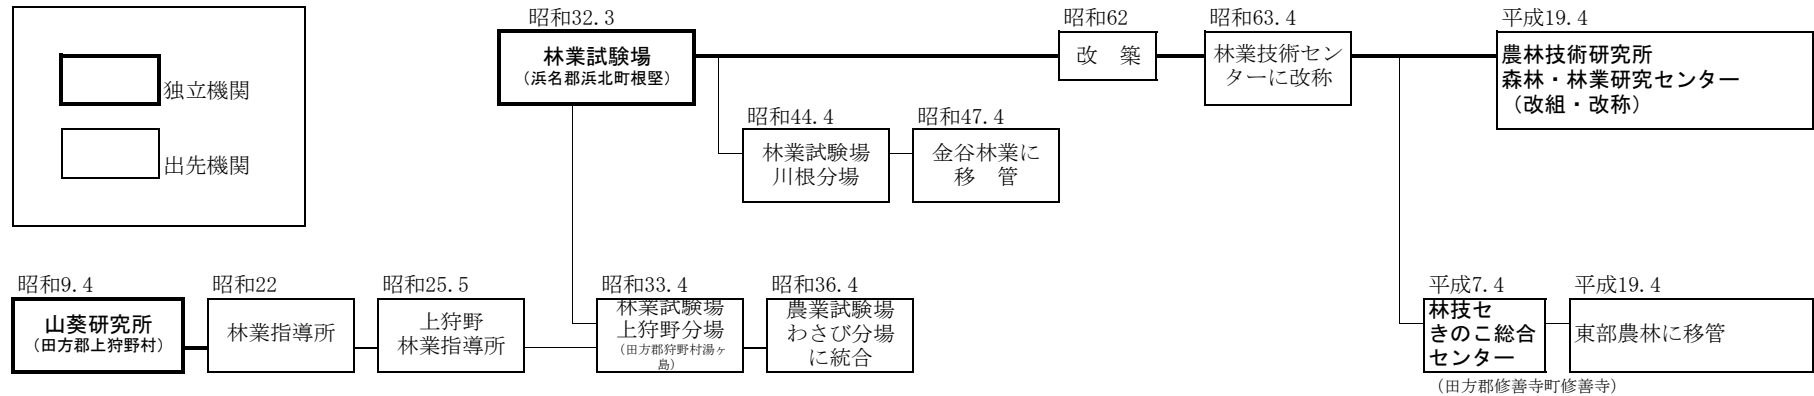 独立機関
出先機関
昭和32.3
林業試験場
（浜名郡浜北町根堅）
昭和62
改　築
昭和63.4
林業技術セン
ターに改称
平成19.4
農林技術研究所
森林・林業研究センター
（改組・改称）
昭和44.4
林業試験場
川根分場
昭和47.4
金谷林業に
移　管
昭和9.4
山葵研究所
（田方郡上狩野村）
昭和22
林業指導所
昭和25.5
上狩野
林業指導所
昭和33.4
林業試験場
上狩野分場
（田方郡狩野村湯ヶ
島）
昭和36.4
農業試験場
わさび分場
に統合
平成7.4
林技セ
きのこ総合
センター
（田方郡修善寺町修善寺）
平成19.4
東部農林に移管